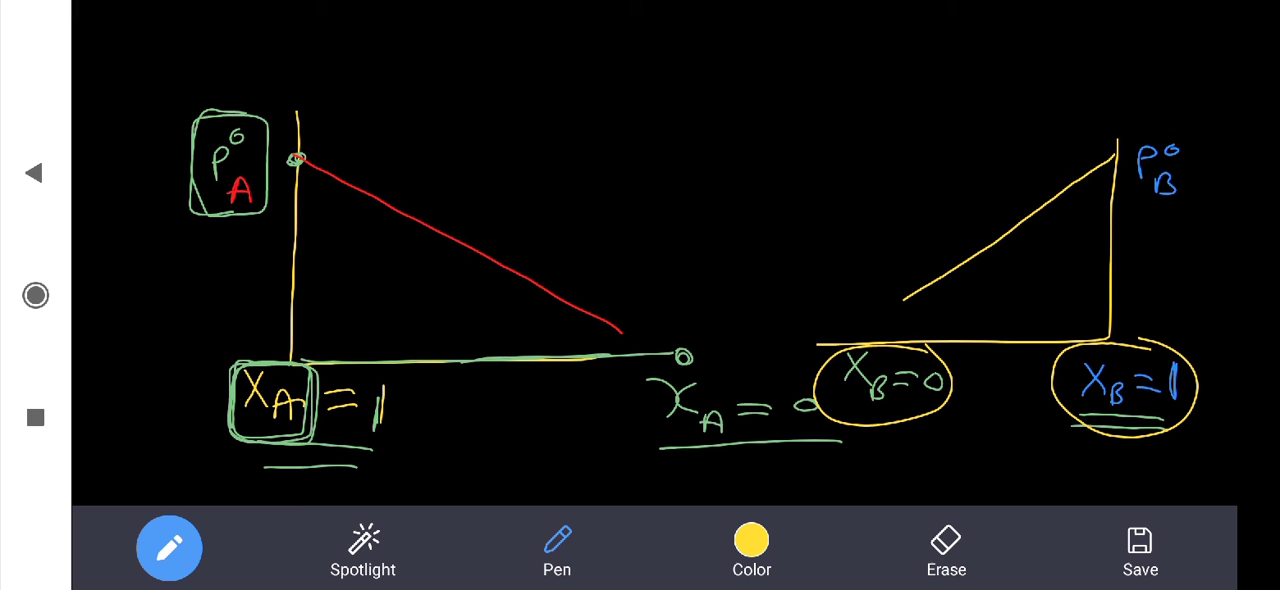 P°A
P°B
XA = 1
XA = 0
XB = 0
XB = 1
Spotlight
Pen
Color
Erase
Save